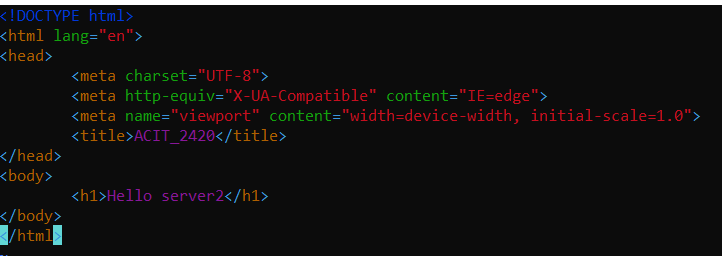 <!DOCTYPE html>
<html lang="en">
<head>
        <meta charset="UTF-8">
        <meta http-equiv="X-UA-Compatible" content="IE=edge">
        <meta name="viewport" content="width=device-width, initial-scale=1.0">
        <title>ACIT_2420</title>
</head>
<body>
        <h1>Hello server2</h1>
</body>
</html>